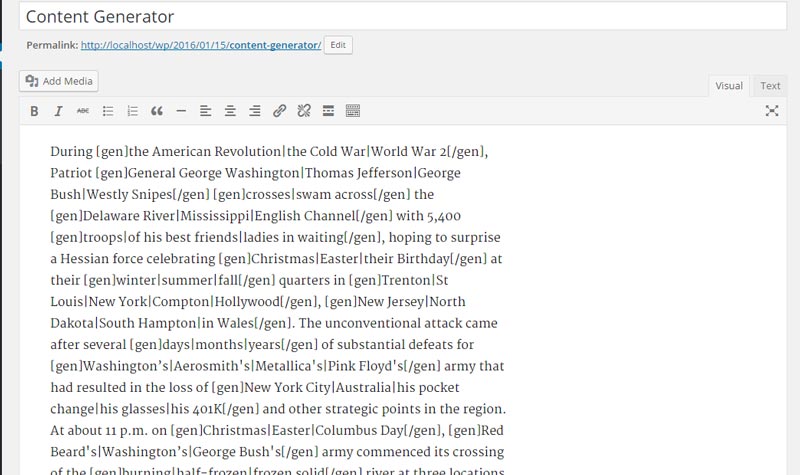 Content Generator
Permalink: http://localhost/wp/2016/01/15/content-generator/ Edit
Add Media
Visual Text
B I ABC
During [gen]the American Revolution|the Cold War|World War 2[/gen],
Patriot [gen]General George Washington|Thomas Jefferson|George
Bush|Westly Snipes[/gen] [gen]crosses|swam across[/gen] the
[gen]Delaware River|Mississippi|English Channel[/gen] with 5,400
[gen]troops|of his best friends|ladies in waiting[/gen], hoping to surprise
a Hessian force celebrating [gen]Christmas|Easter|their Birthday[/gen] at
their [gen]winter|summer|fall[/gen] quarters in [gen]Trenton|St
Louis|New York|Compton|Hollywood[/gen], [gen]New Jersey|North
Dakota|South Hampton|in Wales[/gen]. The unconventional attack came
after several [gen]days|months|years[/gen] of substantial defeats for
[gen]Washington’s|Aerosmith's|Metallica's|Pink Floyd's[/gen] army that
had resulted in the loss of [gen]New York City|Australia|his pocket
change|his glasses|his 401K[/gen] and other strategic points in the region.
At about 11 p.m. on [gen]Christmas|Easter|Columbus Day[/gen], [gen]Red
Beard's|Washington’s|George Bush's[/gen] army commenced its crossing
of the [gen]burning|half-frozen|frozen solid[/gen] river at three locations